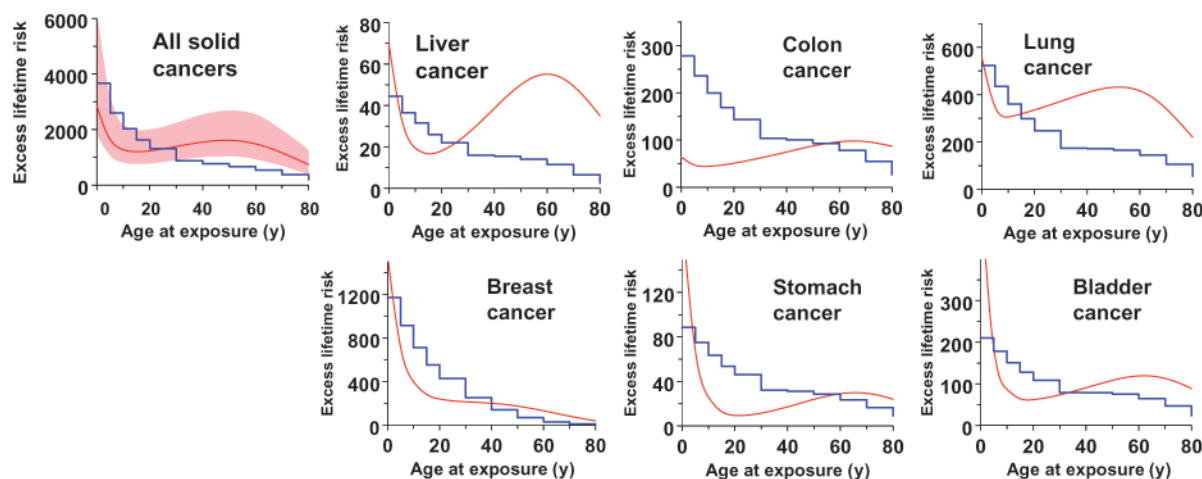 All solid
cancers
Excess lifetime risk
6000
4000
2000
0
0 20 40 60 80
Age at exposure (y)
Liver
cancer
Excess lifetime risk
80
60
40
20
0
0 20 40 60 80
Age at exposure (y)
Colon
cancer
Excess lifetime risk
300
200
100
0
0 20 40 60 80
Age at exposure (y)
Lung
cancer
Excess lifetime risk
600
400
200
0
0 20 40 60 80
Age at exposure (y)
Breast
cancer
Excess lifetime risk
1200
800
400
0
0 20 40 60 80
Age at exposure (y)
Stomach
cancer
Excess lifetime risk
120
80
40
0
0 20 40 60 80
Age at exposure (y)
Bladder
cancer
Excess lifetime risk
300
200
100
0
0 20 40 60 80
Age at exposure (y)